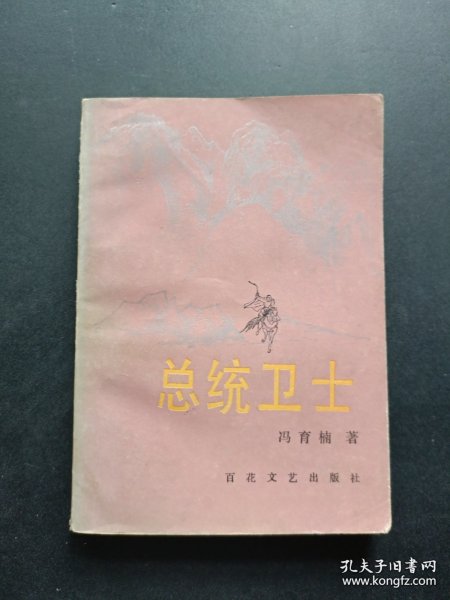 总统卫士
冯育楠 著
百花文艺出版社
孔夫子旧书网
www.kongfz.com